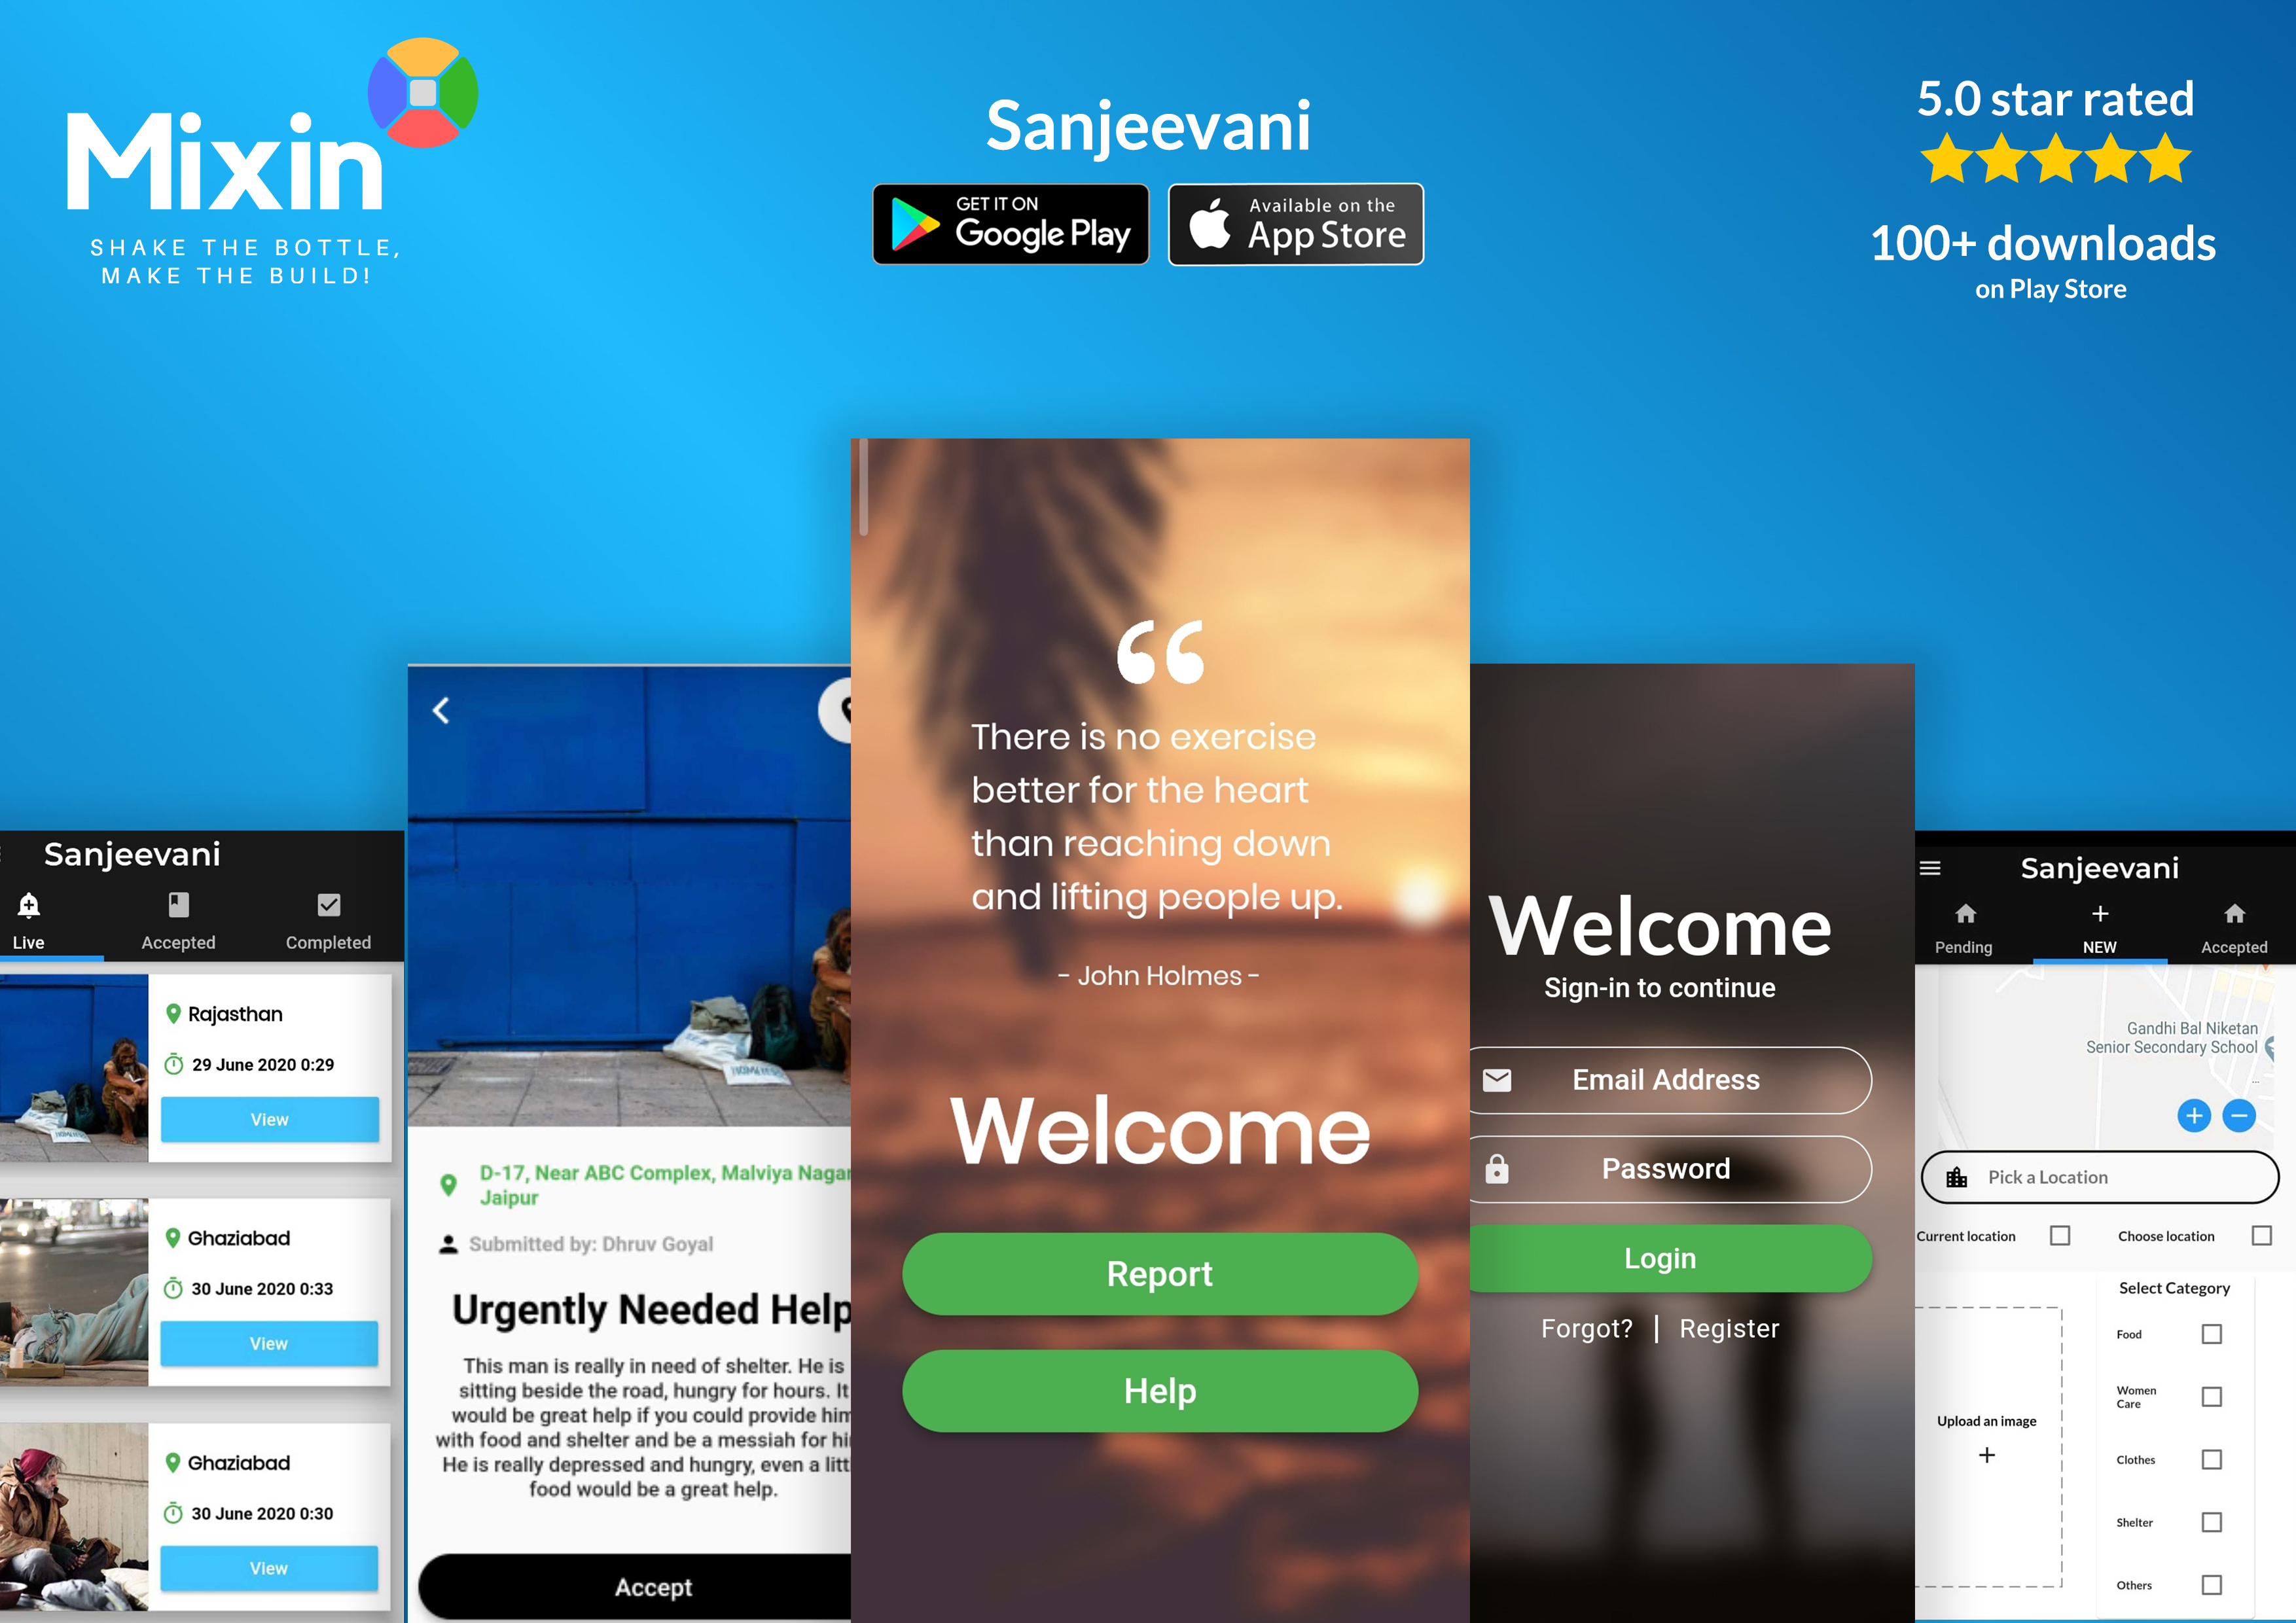 Mixin
SHAKE THE BOTTLE,
MAKE THE BUILD!
Sanjeevani
GET IT ON
Google Play
Available on the
App Store
5.0 star rated
100+ downloads
on Play Store
Sanjeevani
Live
Accepted
Completed
Rajasthan
29 June 2020 0:29
View
Ghaziabad
30 June 2020 0:33
View
Ghaziabad
30 June 2020 0:30
View
HOMELESS
D-17, Near ABC Complex, Malviya Nagar
Jaipur
Submitted by: Dhruv Goyal
Urgently Needed Help
This man is really in need of shelter. He is
sitting beside the road, hungry for hours. It
would be great help if you could provide him
with food and shelter and be a messiah for
He is really depressed and hungry, even a
food would be a great help.
Accept
“
There is no exercise
better for the heart
than reaching down
and lifting people up.
- John Holmes -
Welcome
Report
Help
Welcome
Sign-in to continue
Email Address
Password
Login
Forgot? | Register
Sanjeevani
Pending
NEW
Accepted
Gandhi Bal Niketan
Senior Secondary School
Pick a Location
Current location
Choose location
Select Category
Food
Women
Care
Clothes
Shelter
Others
Upload an image
+